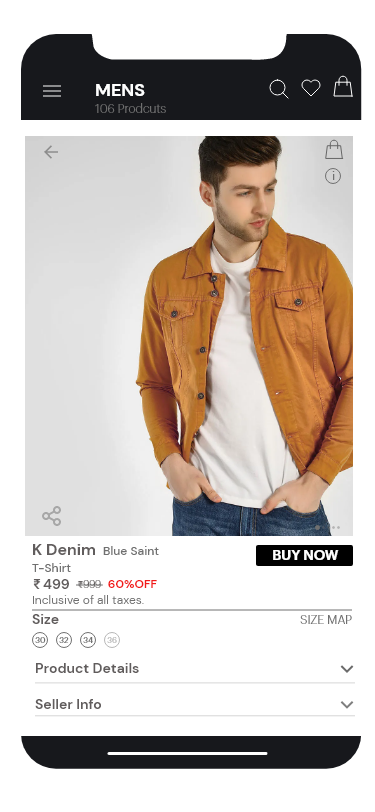 MENS
106 Prodcuts
K Denim Blue Saint
T-Shirt
BUY NOW
₹ 499 ₹999 60%OFF
Inclusive of all taxes.
Size SIZE MAP
30 32 34 36
Product Details
Seller Info